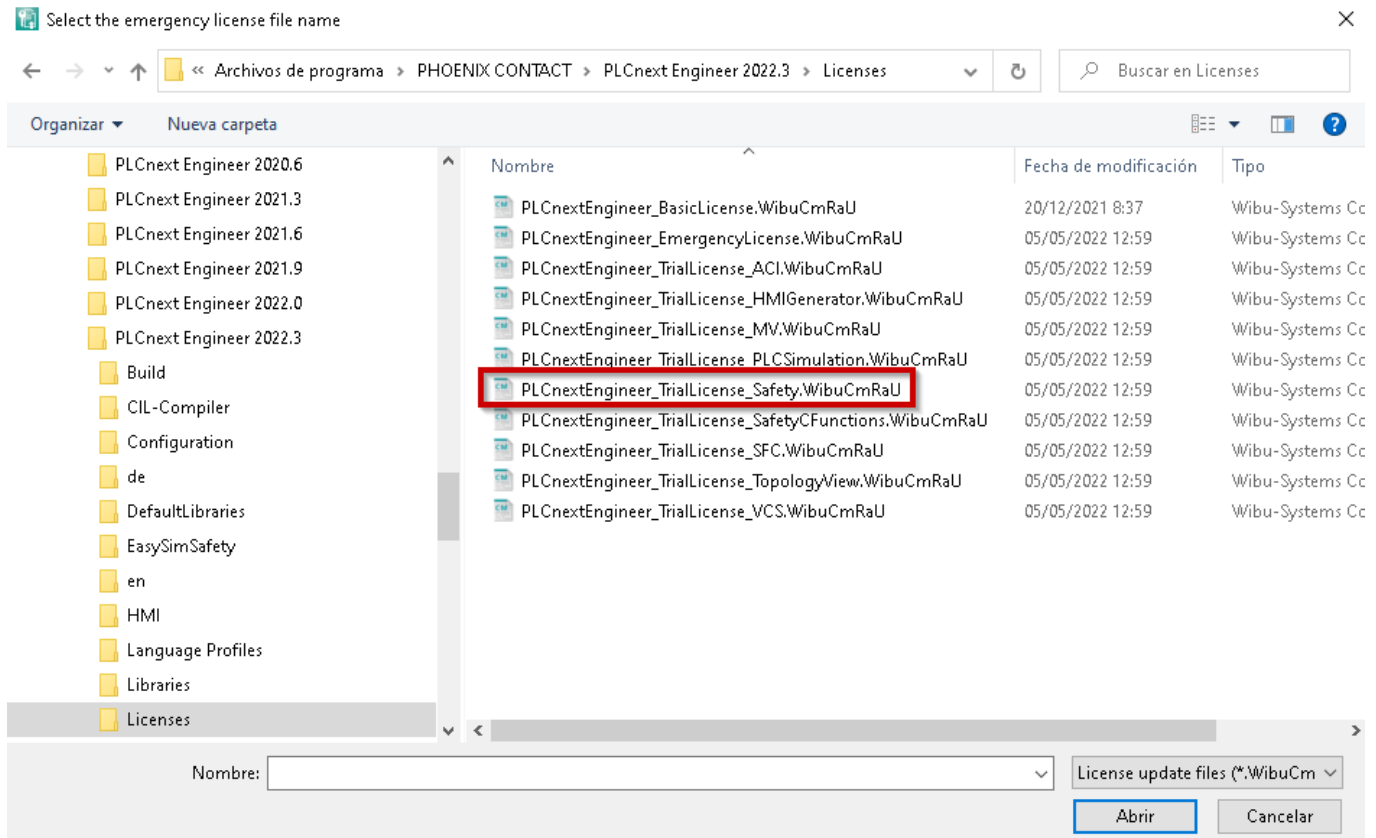 Select the emergency license file name
« Archivos de programa > PHOENIX CONTACT > PLCnext Engineer 2022.3 > Licenses
Buscar en Licenses
Organizar Nueva carpeta
PLCnext Engineer 2020.6
PLCnext Engineer 2021.3
PLCnext Engineer 2021.6
PLCnext Engineer 2021.9
PLCnext Engineer 2022.0
PLCnext Engineer 2022.3
Build
CIL-Compiler
Configuration
de
DefaultLibraries
EasySimSafety
en
HMI
Language Profiles
Libraries
Licenses
Nombre Fecha de modificación Tipo
PLCnextEngineer_BasicLicense.WibuCmRaU 20/12/2021 8:37 Wibu-Systems Co
PLCnextEngineer_EmergencyLicense.WibuCmRaU 05/05/2022 12:59 Wibu-Systems Co
PLCnextEngineer_TrialLicense_ACI.WibuCmRaU 05/05/2022 12:59 Wibu-Systems Co
PLCnextEngineer_TrialLicense_HMIGenerator.WibuCmRaU 05/05/2022 12:59 Wibu-Systems Co
PLCnextEngineer_TrialLicense_MV.WibuCmRaU 05/05/2022 12:59 Wibu-Systems Co
PLCnextEngineer_TrialLicense_PLCSimulation.WibuCmRaU 05/05/2022 12:59 Wibu-Systems Co
PLCnextEngineer_TrialLicense_Safety.WibuCmRaU 05/05/2022 12:59 Wibu-Systems Co
PLCnextEngineer_TrialLicense_SafetyCFunctions.WibuCmRaU 05/05/2022 12:59 Wibu-Systems Co
PLCnextEngineer_TrialLicense_SFC.WibuCmRaU 05/05/2022 12:59 Wibu-Systems Co
PLCnextEngineer_TrialLicense_TopologyView.WibuCmRaU 05/05/2022 12:59 Wibu-Systems Co
PLCnextEngineer_TrialLicense_VCS.WibuCmRaU 05/05/2022 12:59 Wibu-Systems Co
Nombre: License update files (*.WibuCm
Abrir Cancelar